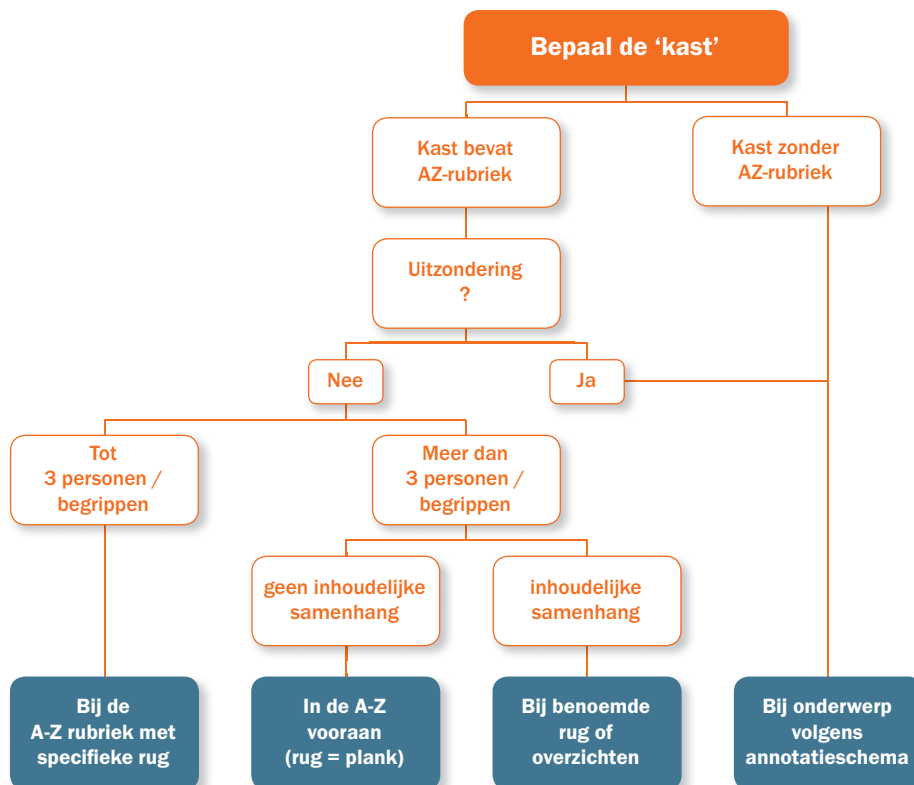 Bepaal de ‘kast’
Kast bevat
AZ-rubriek
Kast zonder
AZ-rubriek
Uitzondering
?
Nee
Ja
Tot
3 personen /
begrippen
Meer dan
3 personen /
begrippen
geen inhoudelijke
samenhang
inhoudelijke
samenhang
Bij de
A-Z rubriek met
specifieke rug
In de A-Z
vooraan
(rug = plank)
Bij benoemde
rug of
overzichten
Bij onderwerp
volgens
annotatieschema